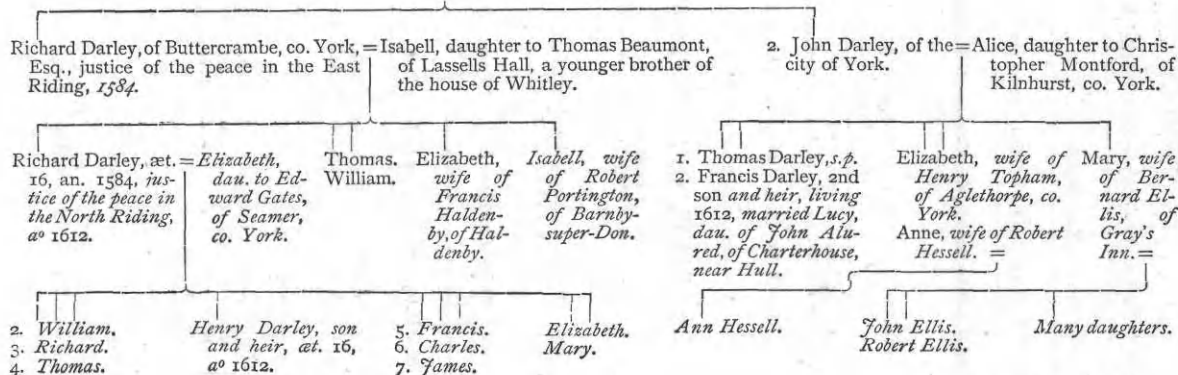 Richard Darley, of Buttercrambe, co. York,
Esq., justice of the peace in the East
Riding, 1584.
= Isabell, daughter to Thomas Beaumont,
of Lassells Hall, a younger brother of
the house of Whitley.
2. John Darley, of the
city of York.
= Alice, daughter to Chris-
topher Montford, of
Kilnhurst, co. York.
Richard Darley, æt.
16, an. 1584, jus-
tice of the peace in
the North Riding,
aº 1612.
= Elizabeth,
dau. to Ed-
ward Gates,
of Seamer,
co. York.
Thomas.
William.
Elizabeth,
wife of
Francis
Halden-
by, of Hal-
denby.
Isabell, wife
of Robert
Portington,
of Barnby-
super-Don.
1. Thomas Darley, s.p.
2. Francis Darley, 2nd
son and heir, living
1612, married Lucy,
dau. of John Alu-
red, of Charterhouse,
near Hull.
Elizabeth, wife of
Henry Topham,
of Aglethorpe, co.
York.
Anne, wife of Robert
Hessell. =
Mary, wife
of Ber-
nard El-
lis, of
Gray's
Inn. =
2. William.
3. Richard.
4. Thomas.
Henry Darley, son
and heir, æt. 16,
aº 1612.
5. Francis.
6. Charles.
7. James.
Elizabeth.
Mary.
Ann Hessell.
John Ellis.
Robert Ellis.
Many daughters.